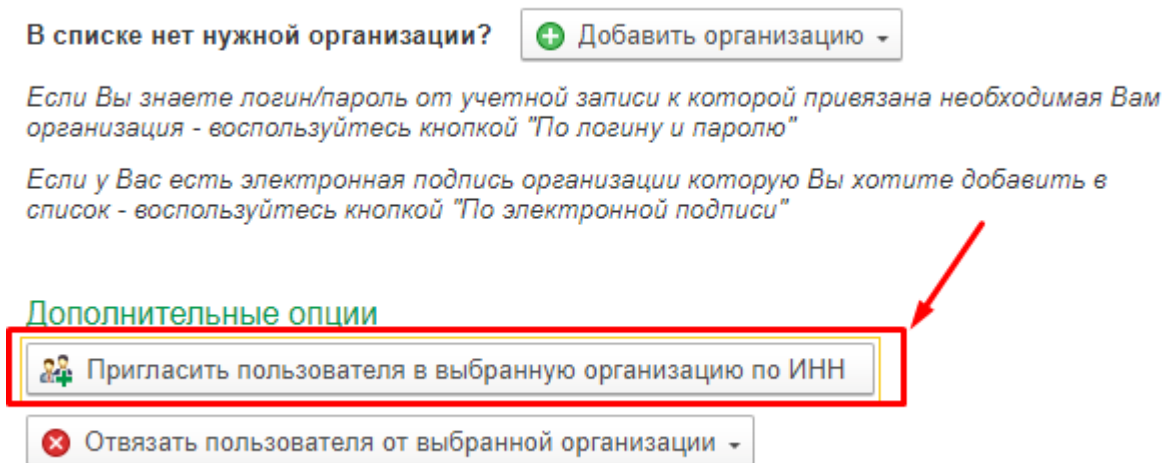 В списке нет нужной организации? Добавить организацию
Если Вы знаете логин/пароль от учетной записи к которой привязана необходимая Вам
организация - воспользуйтесь кнопкой "По логину и паролю"
Если у Вас есть электронная подпись организации которую Вы хотите добавить в
список - воспользуйтесь кнопкой "По электронной подписи"
Дополнительные опции
Пригласить пользователя в выбранную организацию по ИНН
Отвязать пользователя от выбранной организации